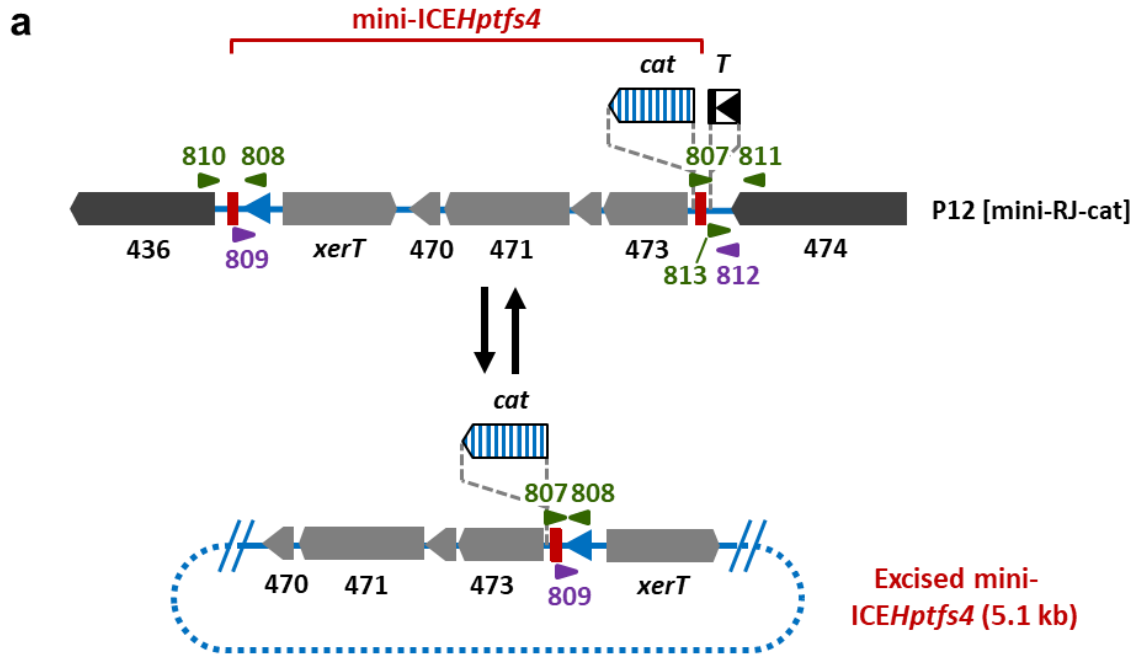 a
mini-ICEHptfs4
cat T
810 808 807 811
P12 [mini-RJ-cat]
436 809 xerT 470 471 473 813 812 474
cat
807 808
470 471 473 809 xerT
Excised mini-
ICEHptfs4 (5.1 kb)